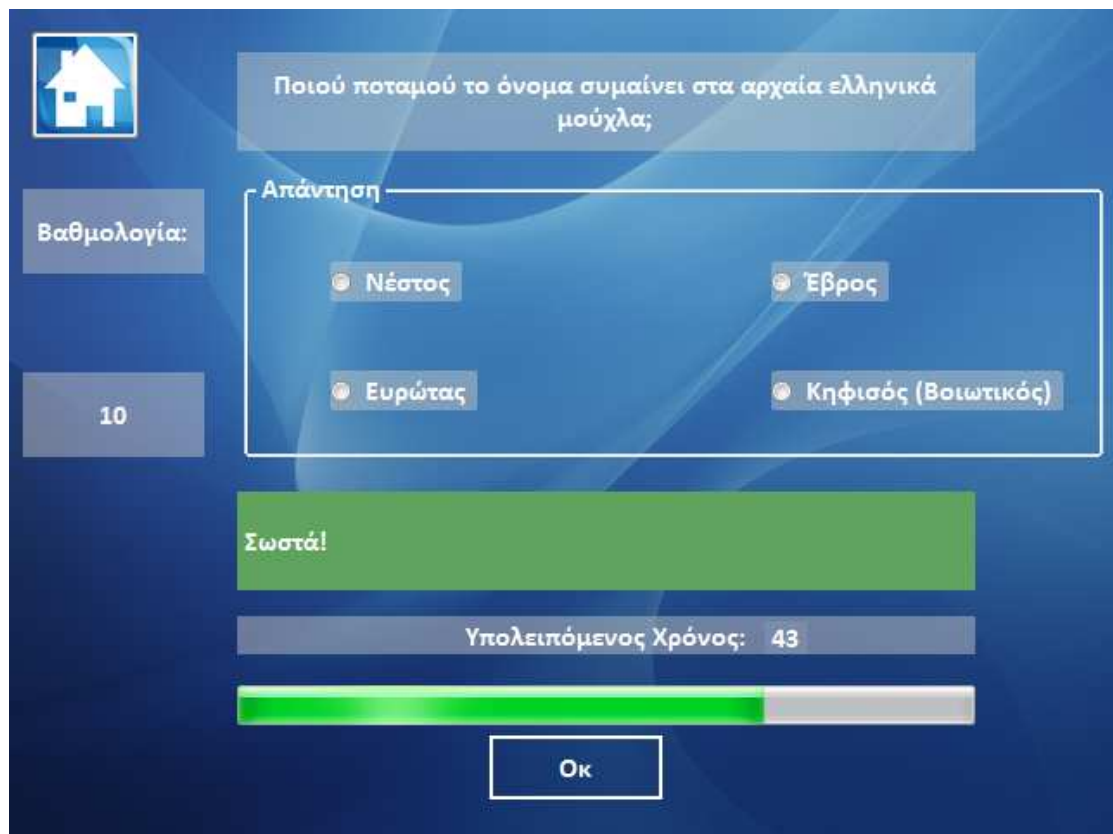 Ποιού ποταμού το όνομα συμαίνει στα αρχαία ελληνικά
μούχλα;
Απάντηση
Βαθμολογία:
Νέστος
Έβρος
Ευρώτας
Κηφισός (Βοιωτικός)
10
Σωστά!
Υπολειπόμενος Χρόνος: 43
Οκ